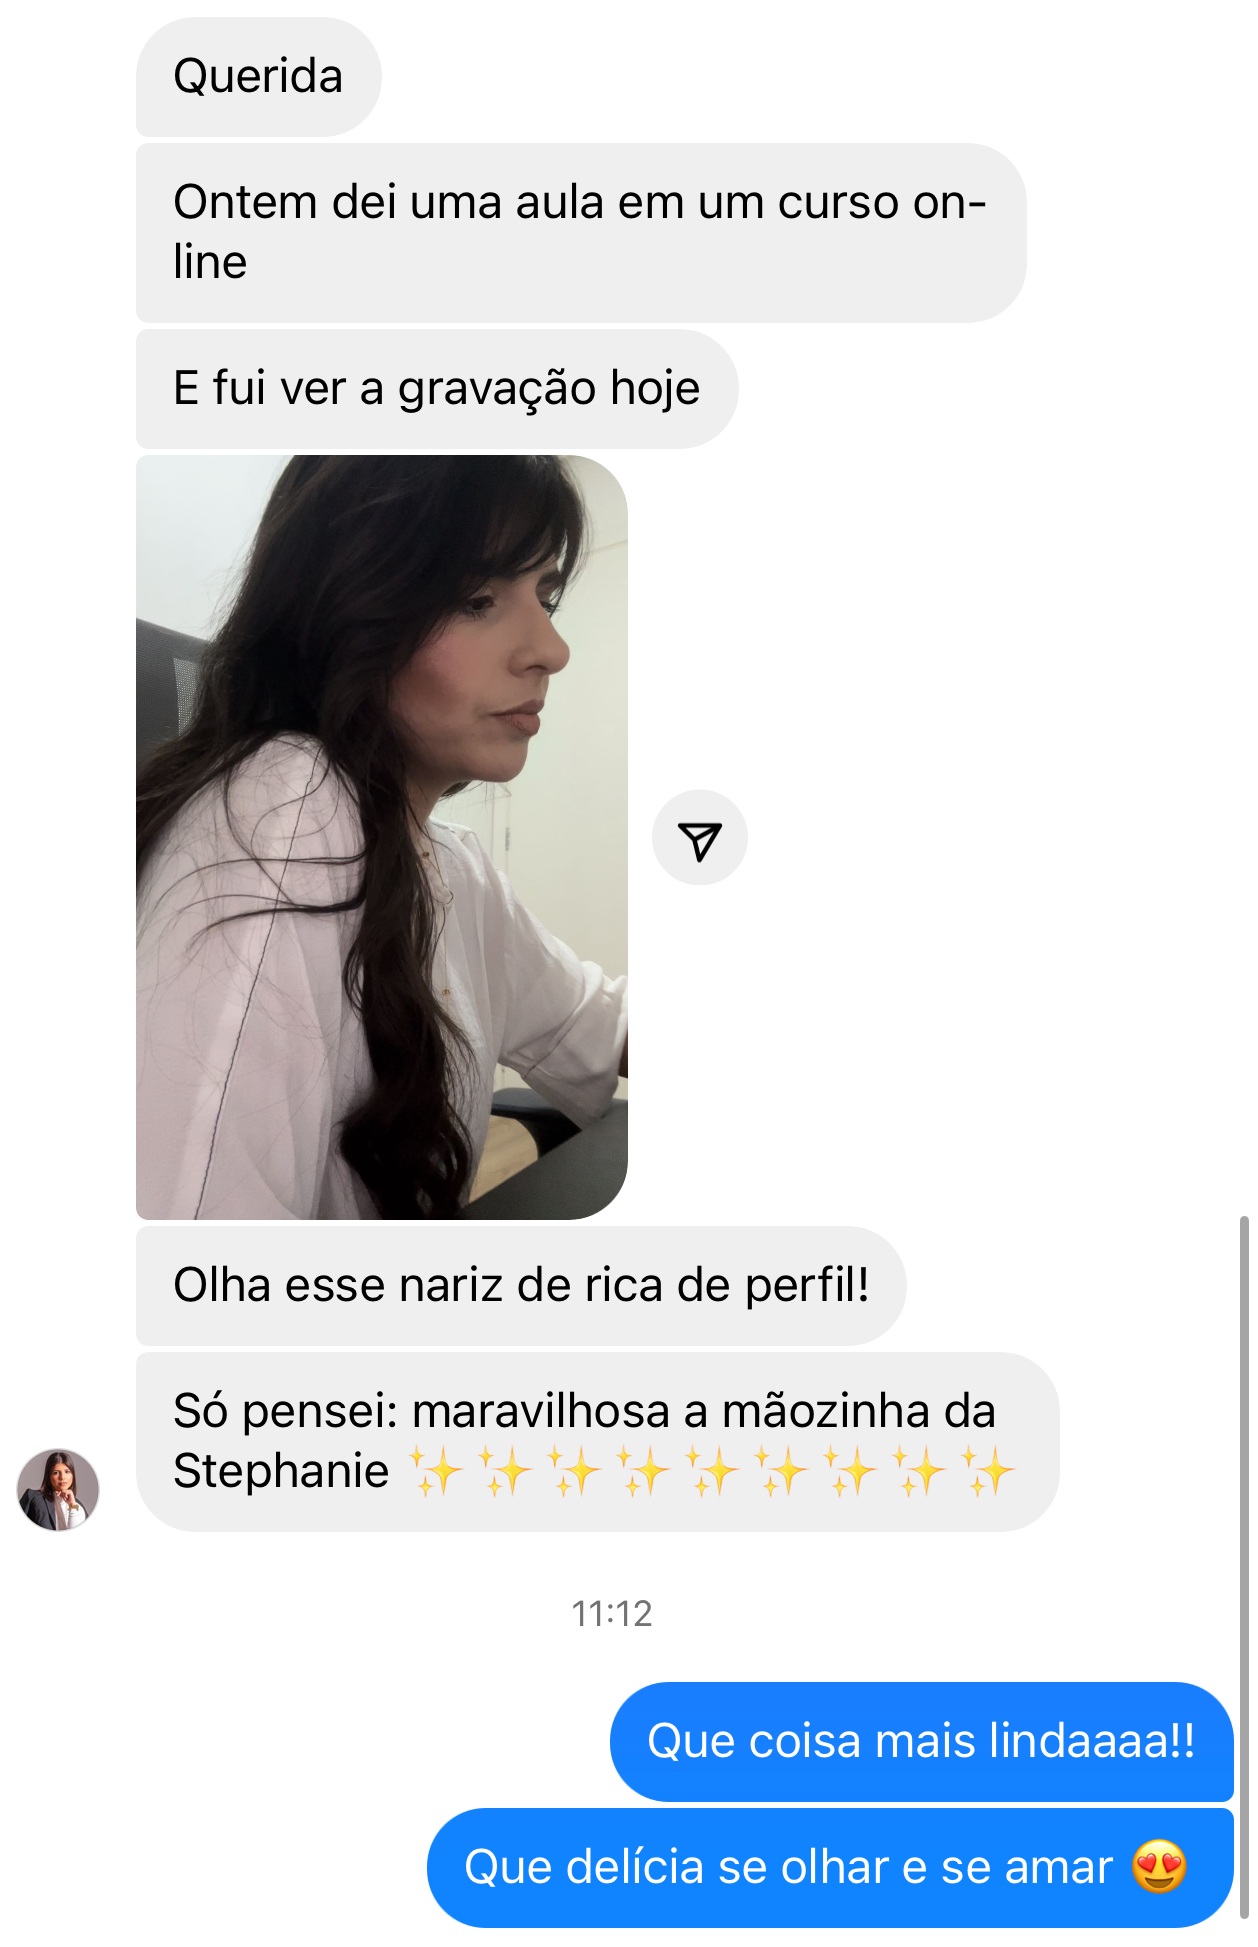 Querida
Ontem dei uma aula em um curso on-
line
E fui ver a gravação hoje
Olha esse nariz de rica de perfil!
Só pensei: maravilhosa a mãozinha da
Stephanie ✨✨✨✨✨✨✨✨✨
11:12
Que coisa mais lindaaaa!!
Que delícia se olhar e se amar 😍